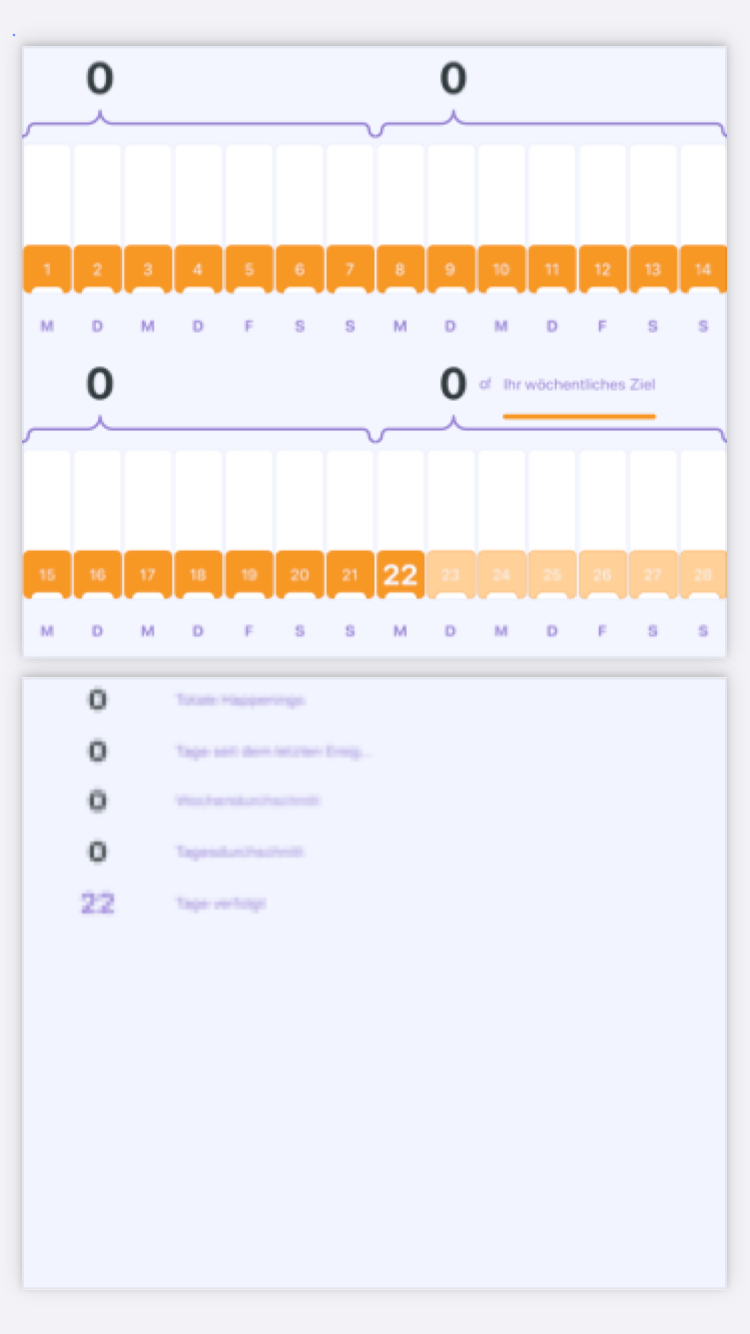 0 0
1 2 3 4 5 6 7 8 9 10 11 12 13 14
M D M D F S S M D M D F S S
0 0 of Ihr wöchentliches Ziel
15 16 17 18 19 20 21 22 23 24 25 26 27 28
M D M D F S S M D M D F S S
0 Totale Happenings
0 Tage seit dem letzten Ereig...
0 Wochendurchschnitt
0 Tagesdurchschnitt
22 Tage verfolgt